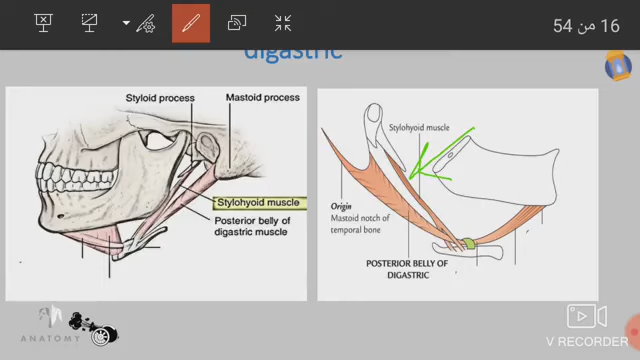 16 من 54
digastric
Styloid process
Mastoid process
Stylohyoid muscle
Posterior belly of
digastric muscle
Stylohyoid muscle
Origin
Mastoid notch of
temporal bone
POSTERIOR BELLY OF
DIGASTRIC
ANATOMY
V RECORDER